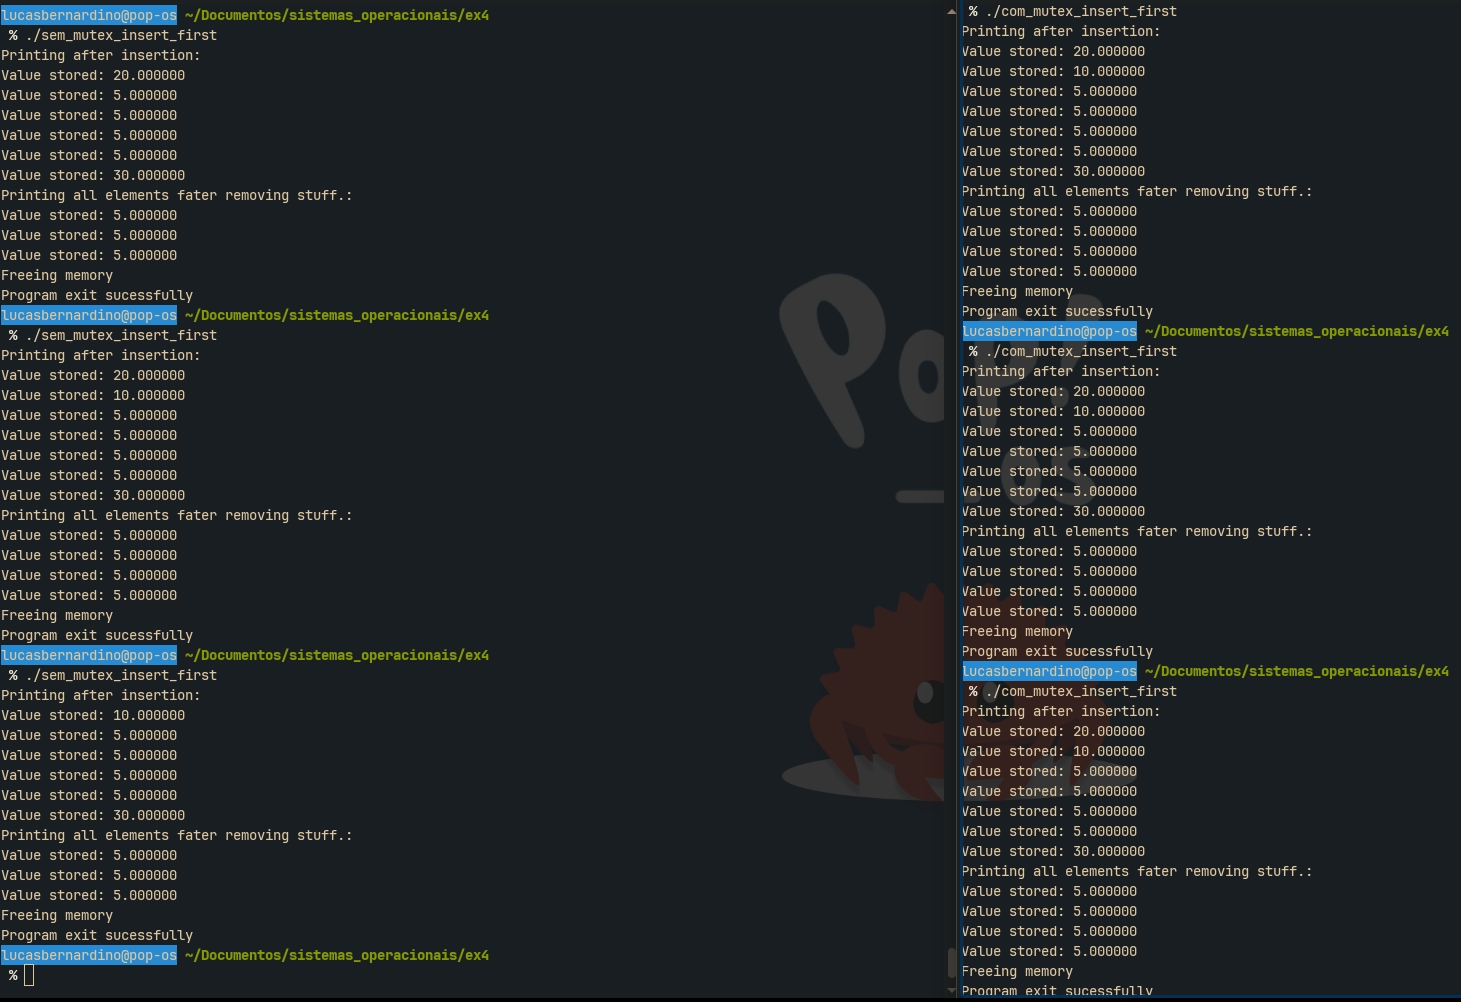 lucasbernardino@pop-os ~/Documentos/sistemas_operacionais/ex4
% ./sem_mutex_insert_first
Printing after insertion:
Value stored: 20.000000
Value stored: 5.000000
Value stored: 5.000000
Value stored: 5.000000
Value stored: 5.000000
Value stored: 30.000000
Printing all elements fater removing stuff.:
Value stored: 5.000000
Value stored: 5.000000
Value stored: 5.000000
Freeing memory
Program exit sucessfully
lucasbernardino@pop-os ~/Documentos/sistemas_operacionais/ex4
% ./sem_mutex_insert_first
Printing after insertion:
Value stored: 20.000000
Value stored: 10.000000
Value stored: 5.000000
Value stored: 5.000000
Value stored: 5.000000
Value stored: 5.000000
Value stored: 30.000000
Printing all elements fater removing stuff.:
Value stored: 5.000000
Value stored: 5.000000
Value stored: 5.000000
Value stored: 5.000000
Freeing memory
Program exit sucessfully
lucasbernardino@pop-os ~/Documentos/sistemas_operacionais/ex4
% ./sem_mutex_insert_first
Printing after insertion:
Value stored: 10.000000
Value stored: 5.000000
Value stored: 5.000000
Value stored: 5.000000
Value stored: 5.000000
Value stored: 30.000000
Printing all elements fater removing stuff.:
Value stored: 5.000000
Value stored: 5.000000
Value stored: 5.000000
Freeing memory
Program exit sucessfully
lucasbernardino@pop-os ~/Documentos/sistemas_operacionais/ex4
%
% ./com_mutex_insert_first
Printing after insertion:
Value stored: 20.000000
Value stored: 10.000000
Value stored: 5.000000
Value stored: 5.000000
Value stored: 5.000000
Value stored: 5.000000
Value stored: 30.000000
Printing all elements fater removing stuff.:
Value stored: 5.000000
Value stored: 5.000000
Value stored: 5.000000
Value stored: 5.000000
Freeing memory
Program exit sucessfully
lucasbernardino@pop-os ~/Documentos/sistemas_operacionais/ex4
% ./com_mutex_insert_first
Printing after insertion:
Value stored: 20.000000
Value stored: 10.000000
Value stored: 5.000000
Value stored: 5.000000
Value stored: 5.000000
Value stored: 5.000000
Value stored: 30.000000
Printing all elements fater removing stuff.:
Value stored: 5.000000
Value stored: 5.000000
Value stored: 5.000000
Value stored: 5.000000
Freeing memory
Program exit sucessfully
lucasbernardino@pop-os ~/Documentos/sistemas_operacionais/ex4
% ./com_mutex_insert_first
Printing after insertion:
Value stored: 20.000000
Value stored: 10.000000
Value stored: 5.000000
Value stored: 5.000000
Value stored: 5.000000
Value stored: 5.000000
Value stored: 30.000000
Printing all elements fater removing stuff.:
Value stored: 5.000000
Value stored: 5.000000
Value stored: 5.000000
Value stored: 5.000000
Freeing memory
Program exit sucessfully
Pop!
_os